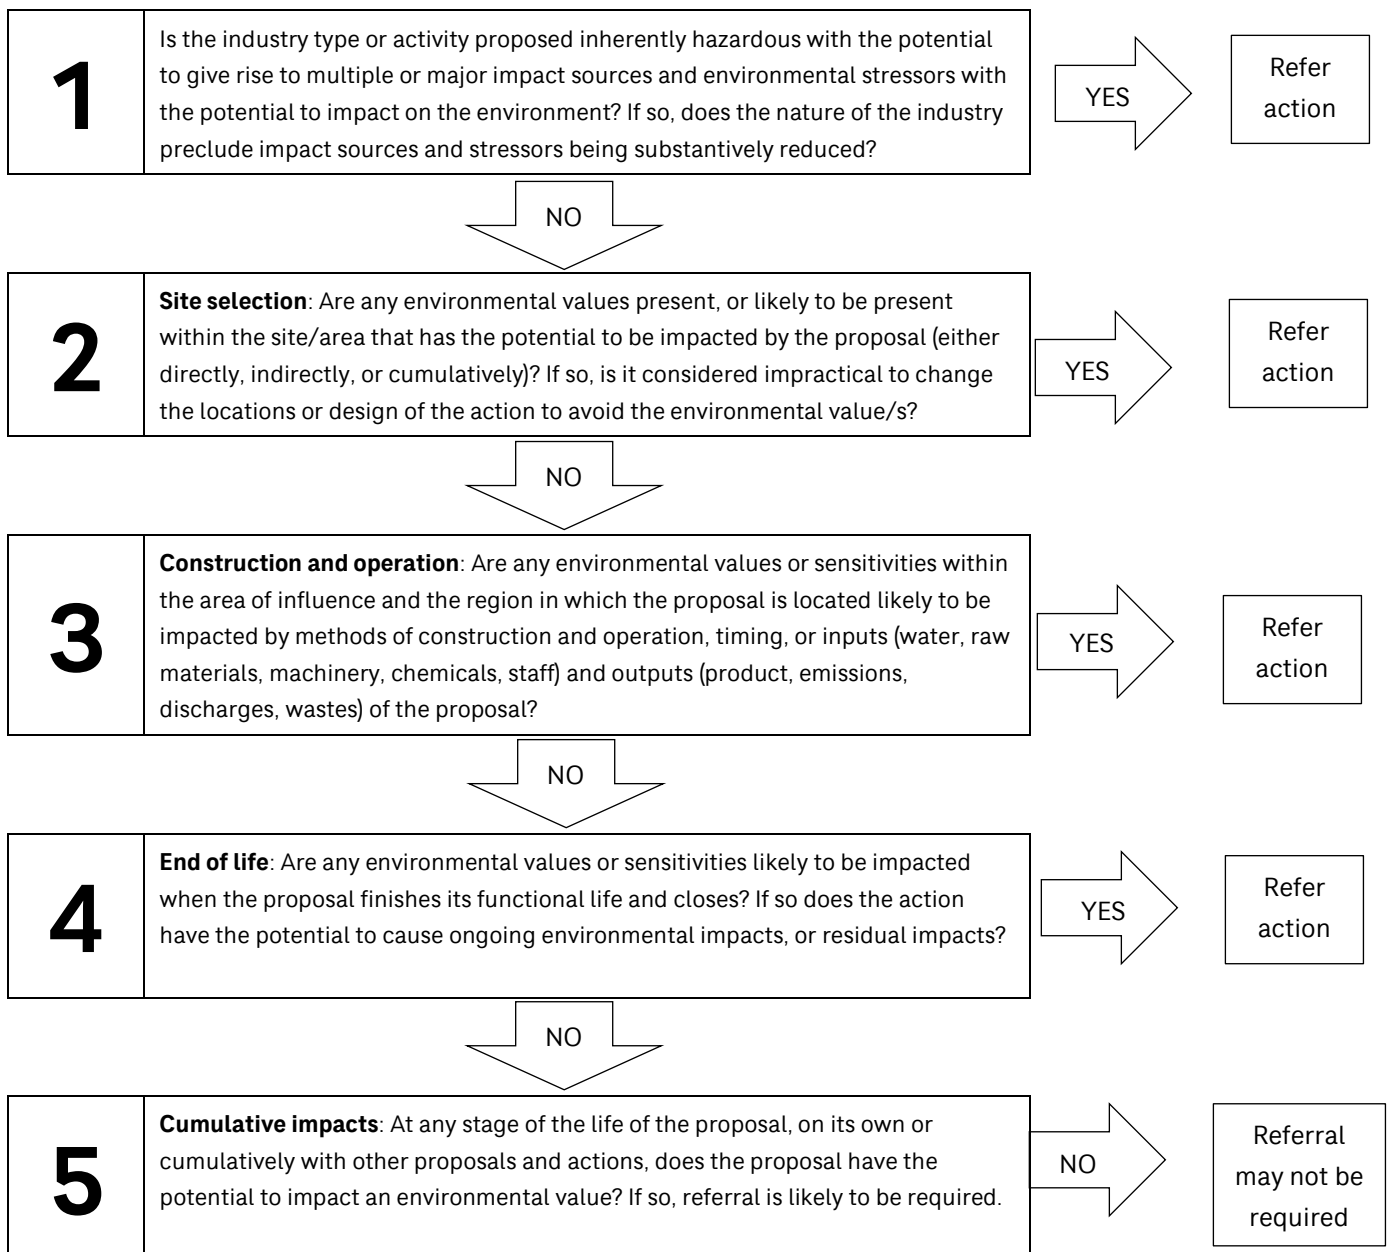 1
Is the industry type or activity proposed inherently hazardous with the potential
to give rise to multiple or major impact sources and environmental stressors with
the potential to impact on the environment? If so, does the nature of the industry
preclude impact sources and stressors being substantively reduced?
YES
Refer
action
NO
2
Site selection: Are any environmental values present, or likely to be present
within the site/area that has the potential to be impacted by the proposal (either
directly, indirectly, or cumulatively)? If so, is it considered impractical to change
the locations or design of the action to avoid the environmental value/s?
YES
Refer
action
NO
3
Construction and operation: Are any environmental values or sensitivities within
the area of influence and the region in which the proposal is located likely to be
impacted by methods of construction and operation, timing, or inputs (water, raw
materials, machinery, chemicals, staff) and outputs (product, emissions,
discharges, wastes) of the proposal?
YES
Refer
action
NO
4
End of life: Are any environmental values or sensitivities likely to be impacted
when the proposal finishes its functional life and closes? If so does the action
have the potential to cause ongoing environmental impacts, or residual impacts?
YES
Refer
action
NO
5
Cumulative impacts: At any stage of the life of the proposal, on its own or
cumulatively with other proposals and actions, does the proposal have the
potential to impact an environmental value? If so, referral is likely to be required.
NO
Referral
may not be
required